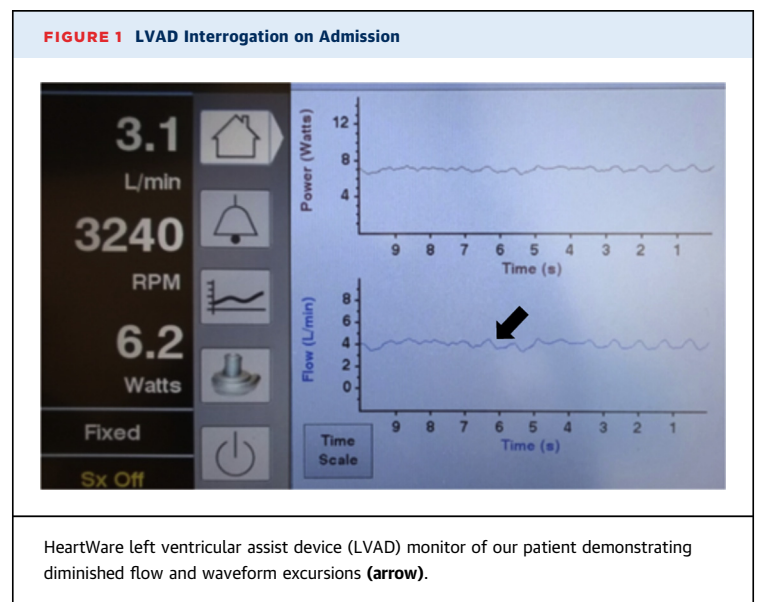 FIGURE 1 LVAD Interrogation on Admission
3.1
L/min
3240
RPM
6.2
Watts
Fixed
Sx Off
Power (Watts)
12
8
4
9 8 7 6 5 4 3 2 1
Time (s)
Flow (L/min)
8
6
4
2
0
9 8 7 6 5 4 3 2 1
Time (s)
Time
Scale
HeartWare left ventricular assist device (LVAD) monitor of our patient demonstrating
diminished flow and waveform excursions (arrow).